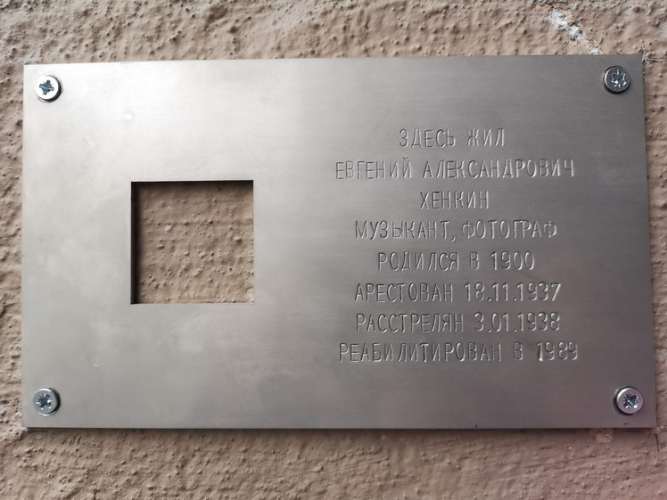 ЗДЕСЬ ЖИЛ
ЕВГЕНИЙ АЛЕКСАНДРОВИЧ
ХЕНКИН
МУЗЫКАНТ, ФОТОГРАФ
РОДИЛСЯ В 1900
АРЕСТОВАН 18.11.1937
РАССТРЕЛЯН 3.01.1938
РЕАБИЛИТИРОВАН В 1989